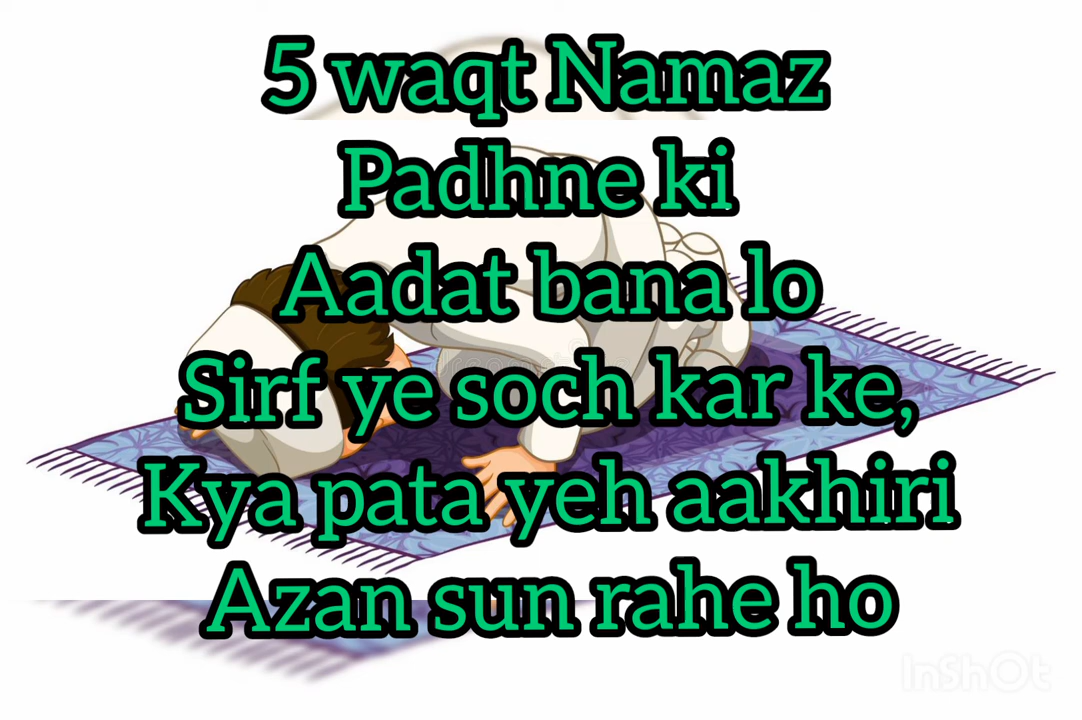 5 waqt Namaz
Padhne ki
Aadat bana lo
Sirf ye soch kar ke,
Kya pata yeh aakhiri
Azan sun rahe ho
InShOt